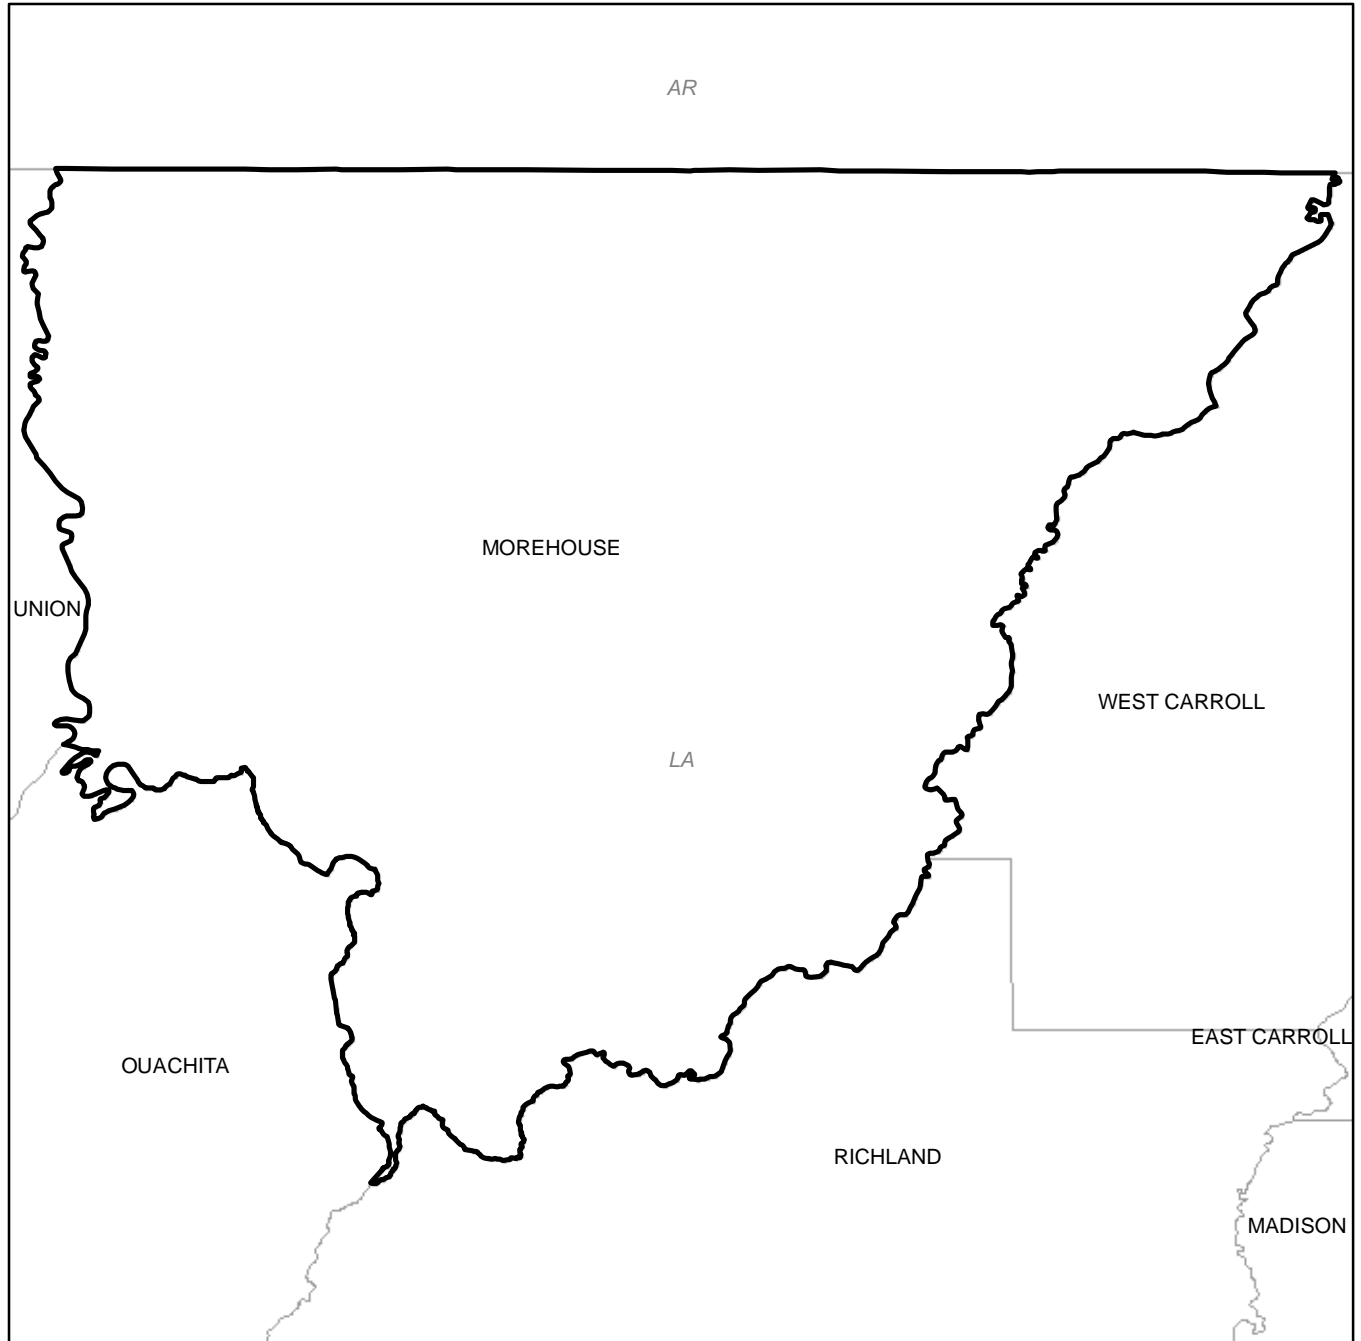 AR
MOREHOUSE
UNION
WEST CARROLL
LA
EAST CARROLL
OUACHITA
RICHLAND
MADISON